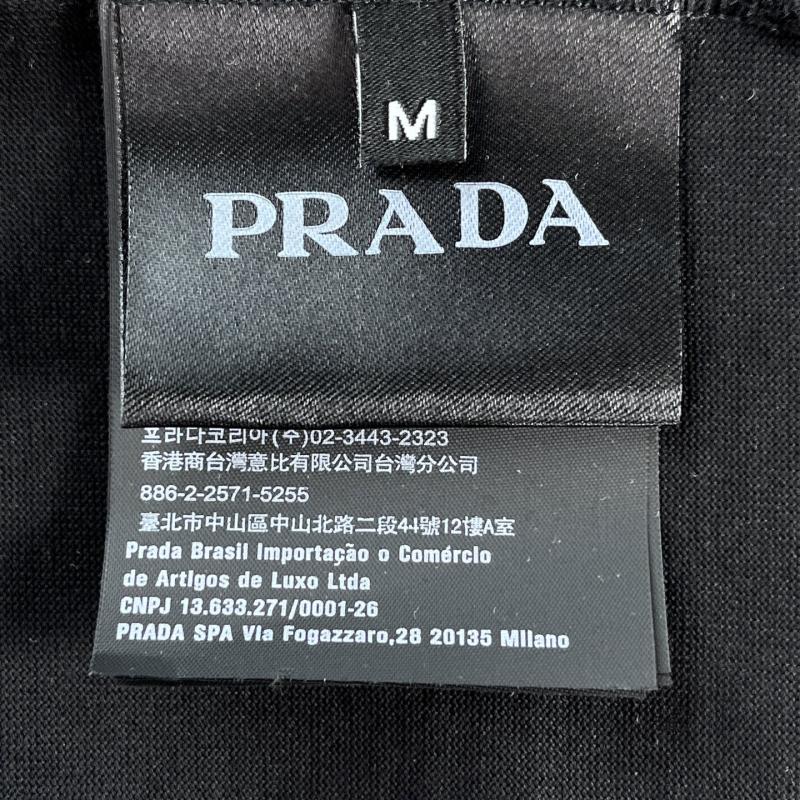 M
PRADA
프라다코리아(주)02-3443-2323
香港商台灣意比有限公司台灣分公司
886-2-2571-5255
臺北市中山區中山北路二段44號12樓A室
Prada Brasil Importação o Comércio
de Artigos de Luxo Ltda
CNPJ 13.633.271/0001-26
PRADA SPA Via Fogazzaro,28 20135 Milano